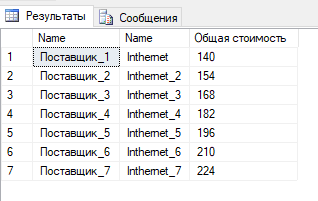 Результаты Сообщения
Name Name Общая стоимость
1 Поставщик_1 Inthernet 140
2 Поставщик_2 Inthernet_2 154
3 Поставщик_3 Inthernet_3 168
4 Поставщик_4 Inthernet_4 182
5 Поставщик_5 Inthernet_5 196
6 Поставщик_6 Inthernet_6 210
7 Поставщик_7 Inthernet_7 224